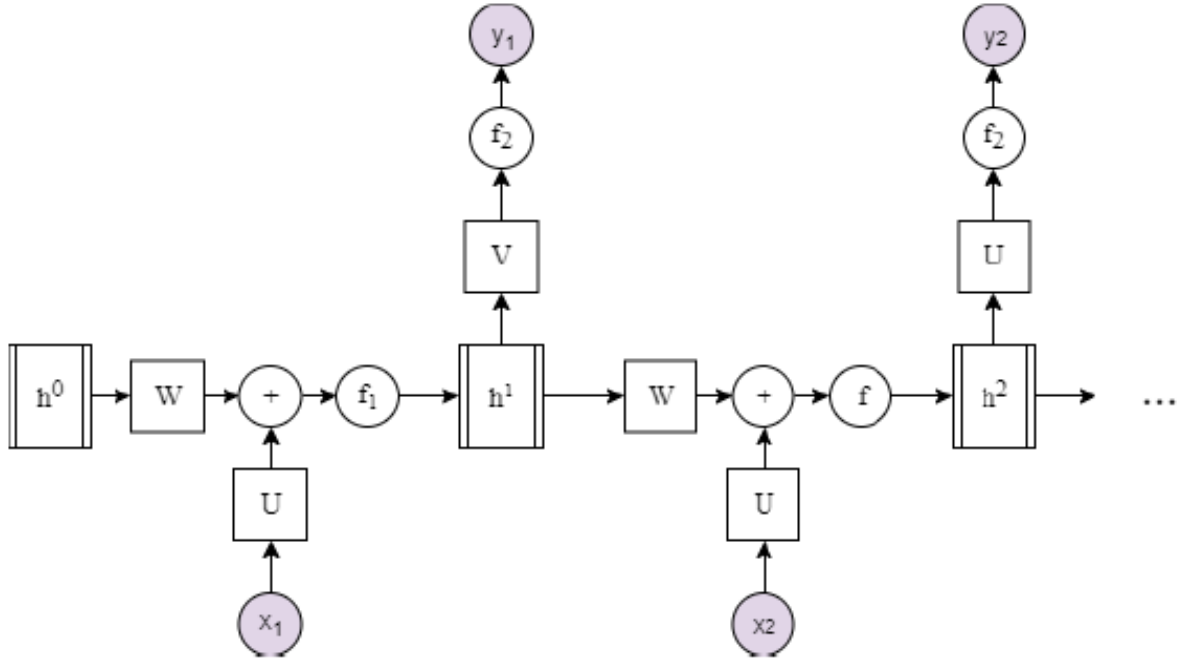 y₁ y2
f₂ f₂
V U
h⁰ W + f₁ h¹ W + f h² ...
U U
x₁ x2